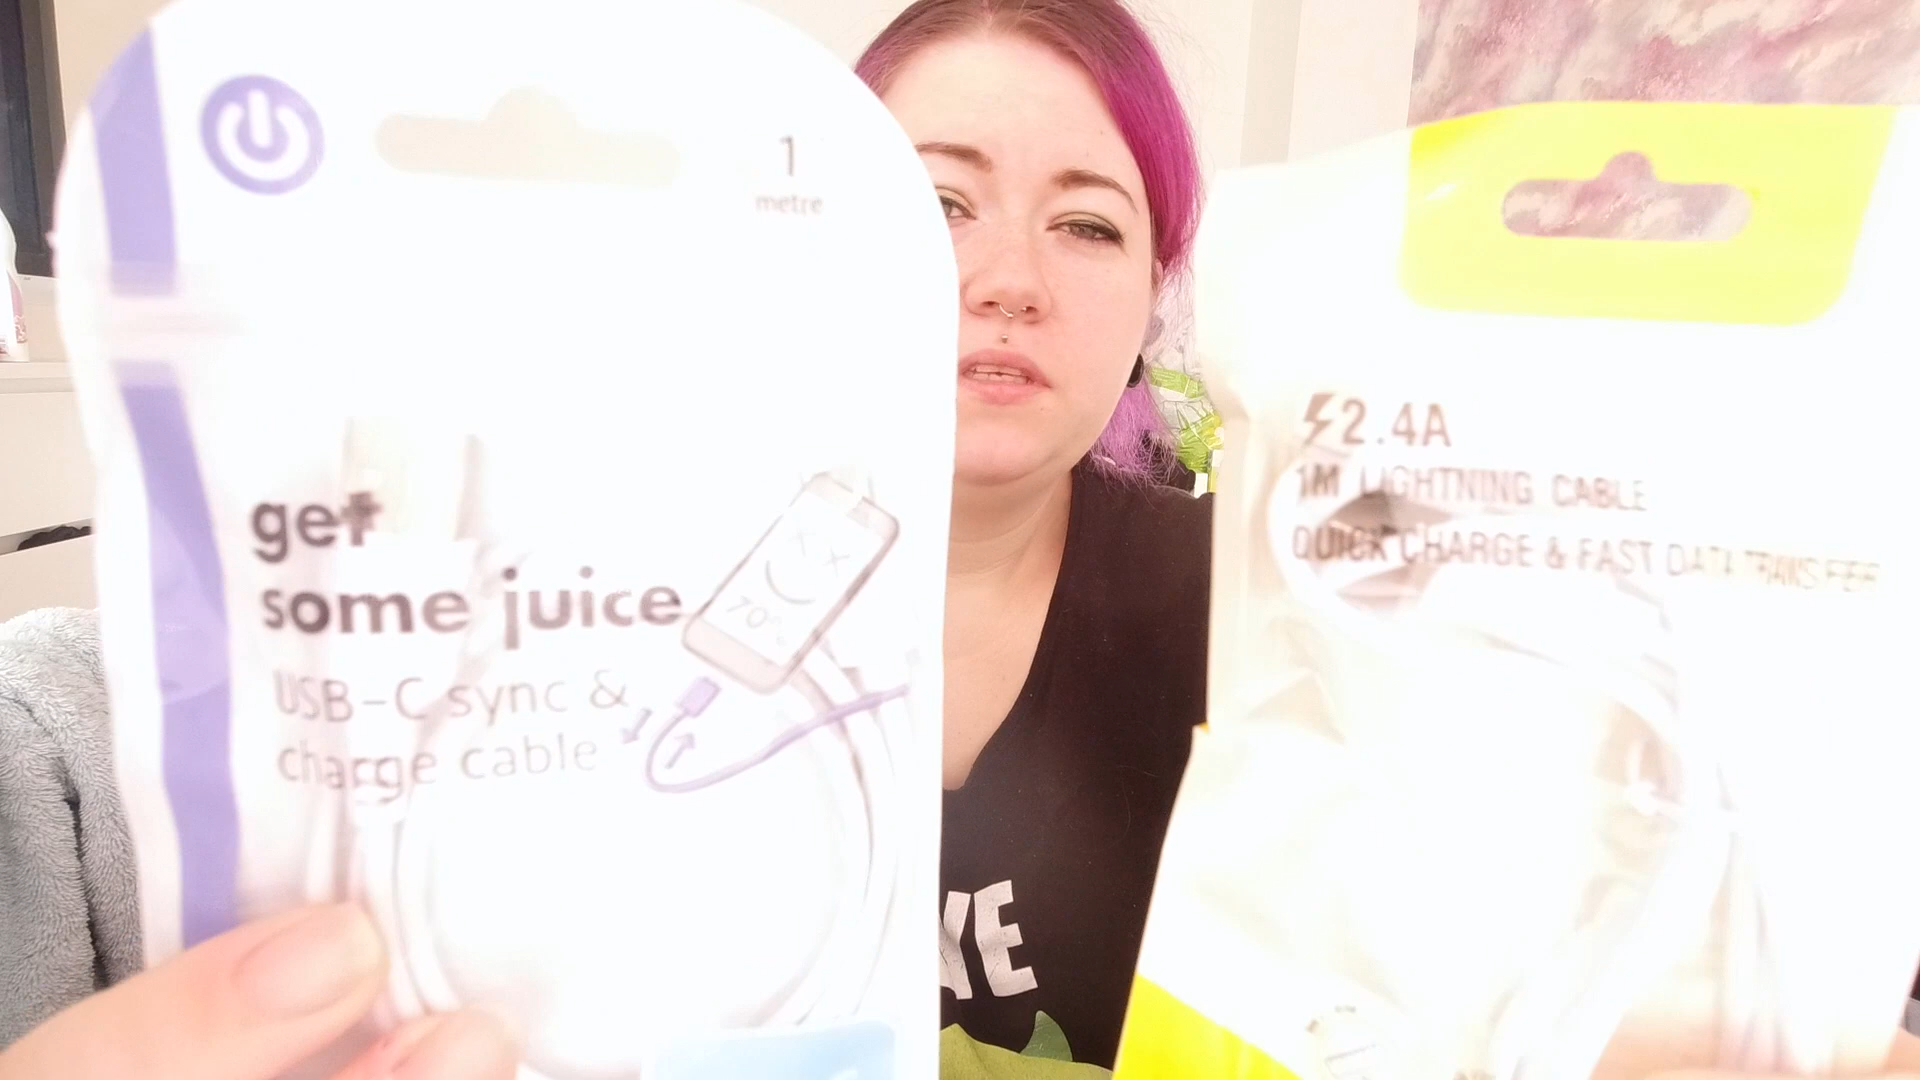 1
metre
get
some juice
USB-C sync &
charge cable
70%
2.4A
1M LIGHTNING CABLE
QUICK CHARGE & FAST DATA TRANSFER